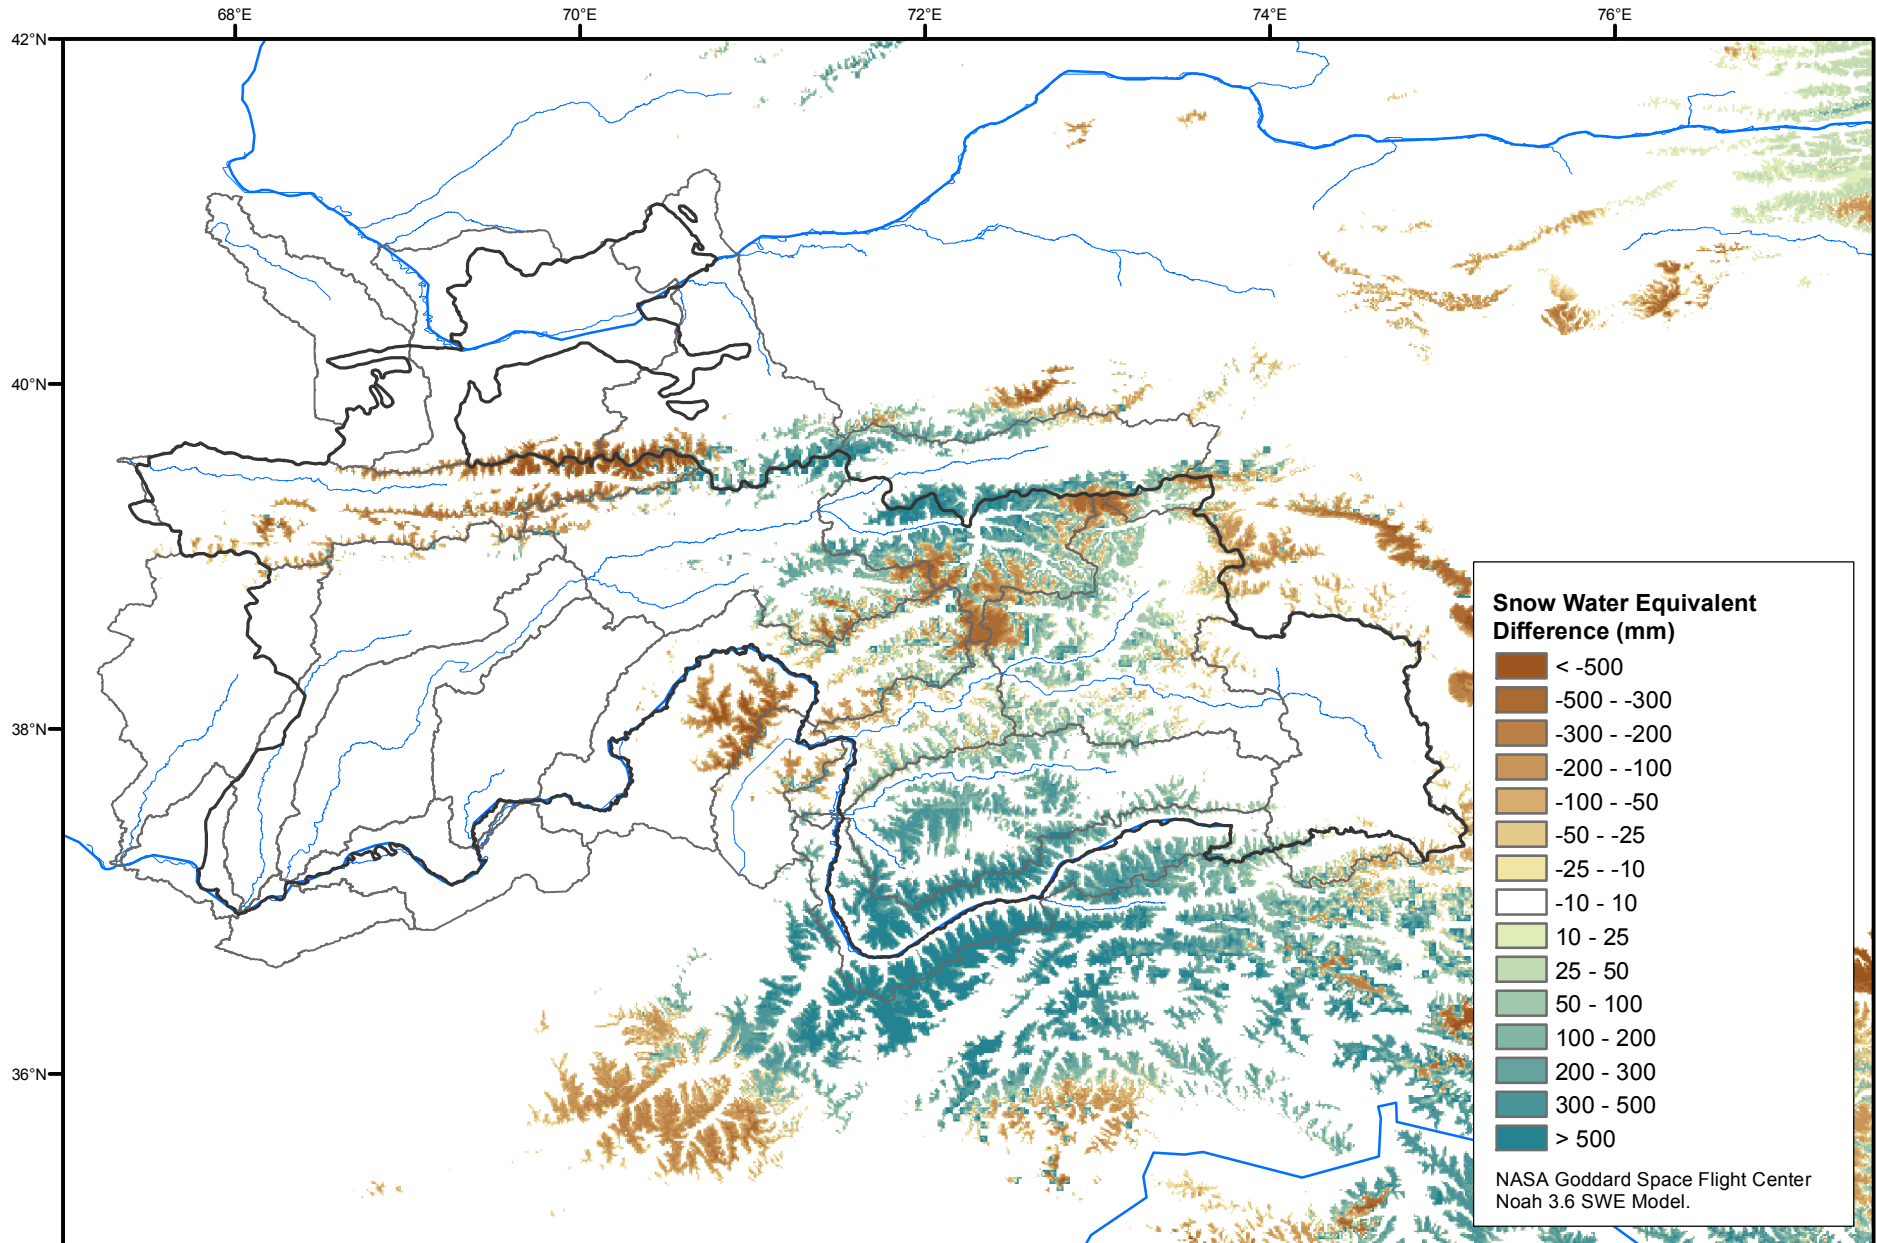 68°E 70°E 72°E 74°E 76°E
42°N
40°N
38°N
36°N
Snow Water Equivalent
Difference (mm)
< -500
-500 - -300
-300 - -200
-200 - -100
-100 - -50
-50 - -25
-25 - -10
-10 - 10
10 - 25
25 - 50
50 - 100
100 - 200
200 - 300
300 - 500
> 500
NASA Goddard Space Flight Center
Noah 3.6 SWE Model.